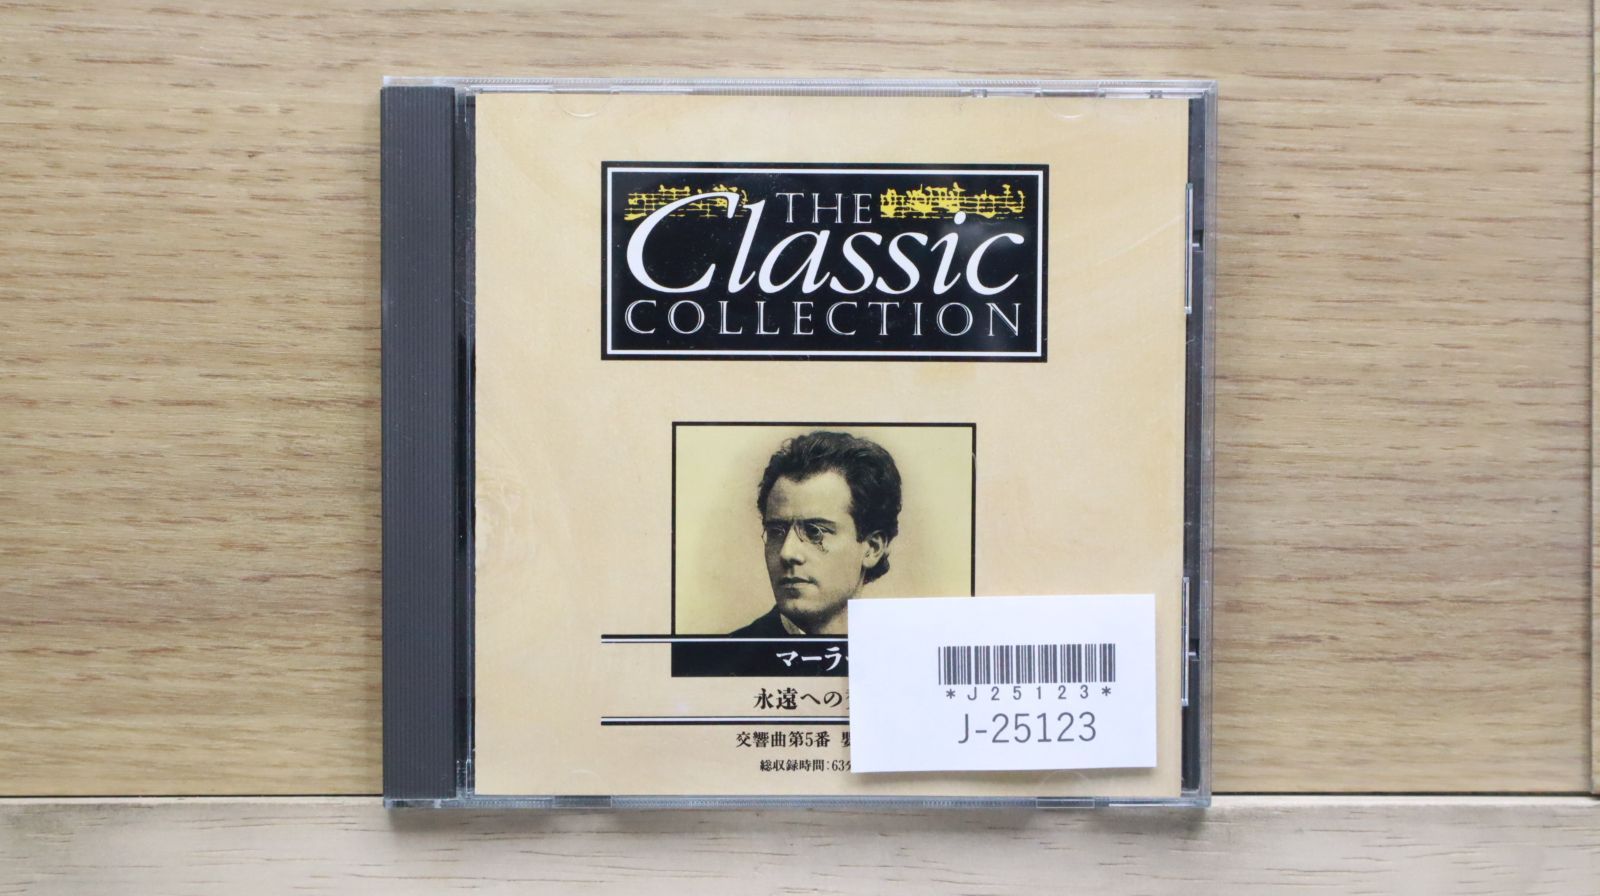 THE
Classic
COLLECTION
マーラ
永遠への
交響曲第5番
総収録時間:63分
*J25123*
J-25123